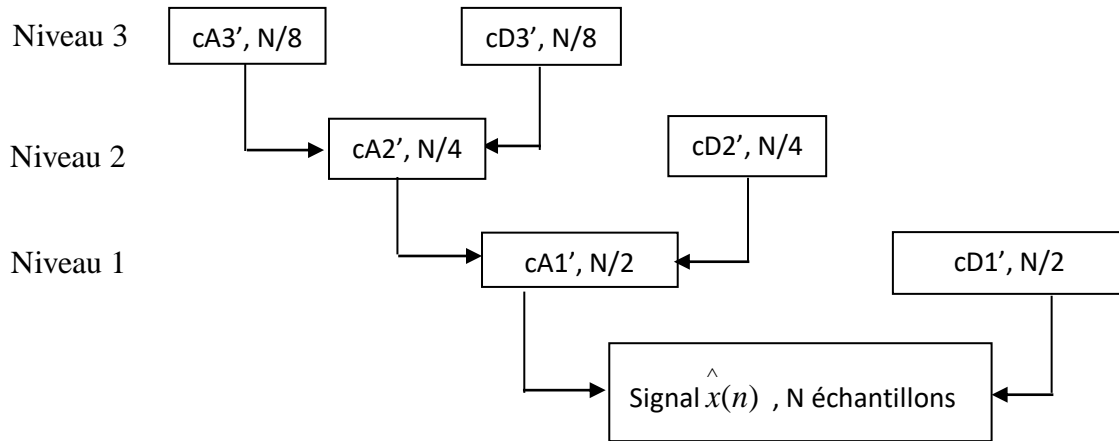 Niveau 3
cA3’, N/8
cD3’, N/8
Niveau 2
cA2’, N/4
cD2’, N/4
Niveau 1
cA1’, N/2
cD1’, N/2
Signal x̂(n) , N échantillons